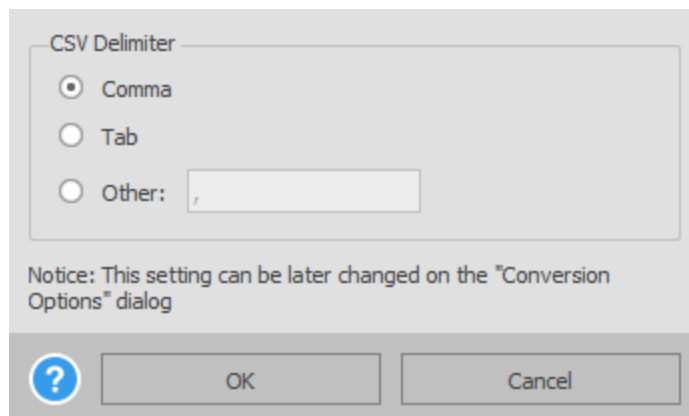 CSV Delimiter
Comma
Tab
Other: ,
Notice: This setting can be later changed on the "Conversion
Options" dialog
? OK Cancel